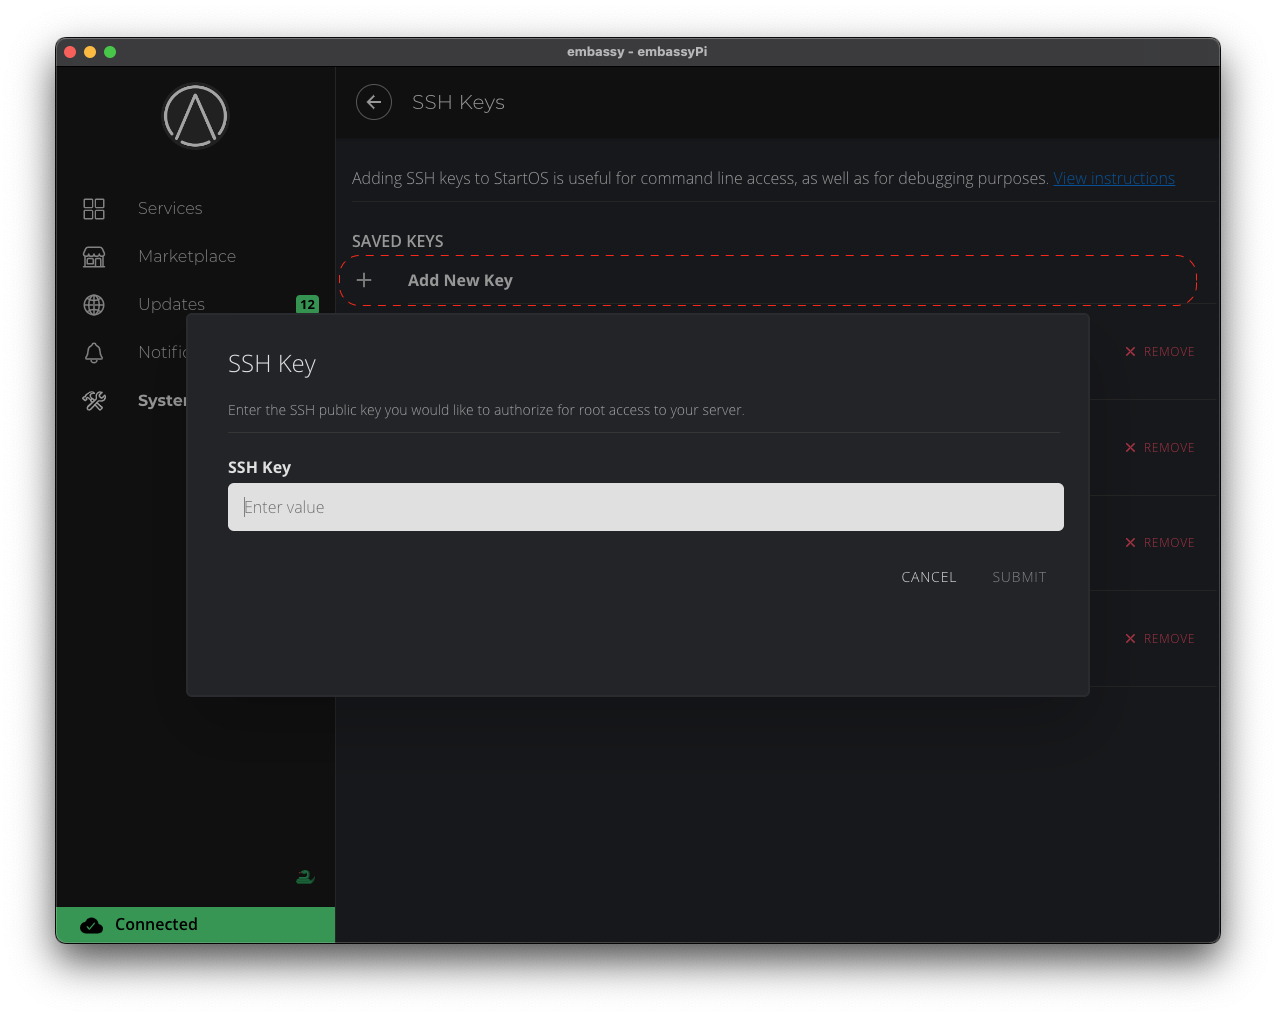 embassy - embassyPi
SSH Keys
Adding SSH keys to StartOS is useful for command line access, as well as for debugging purposes. View instructions
SAVED KEYS
Add New Key
Services
Marketplace
Updates 12
Notific
System
REMOVE
REMOVE
REMOVE
REMOVE
SSH Key
Enter the SSH public key you would like to authorize for root access to your server.
SSH Key
Enter value
CANCEL SUBMIT
Connected